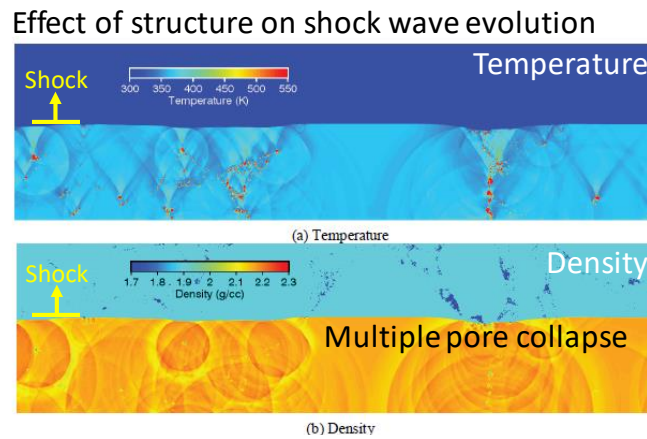 Effect of structure on shock wave evolution
Temperature
Shock
300 350 400 450 500 550
Temperature (K)
(a) Temperature
Density
Shock
1.7 1.8 1.9 2 2.1 2.2 2.3
Density (g/cc)
Multiple pore collapse
(b) Density